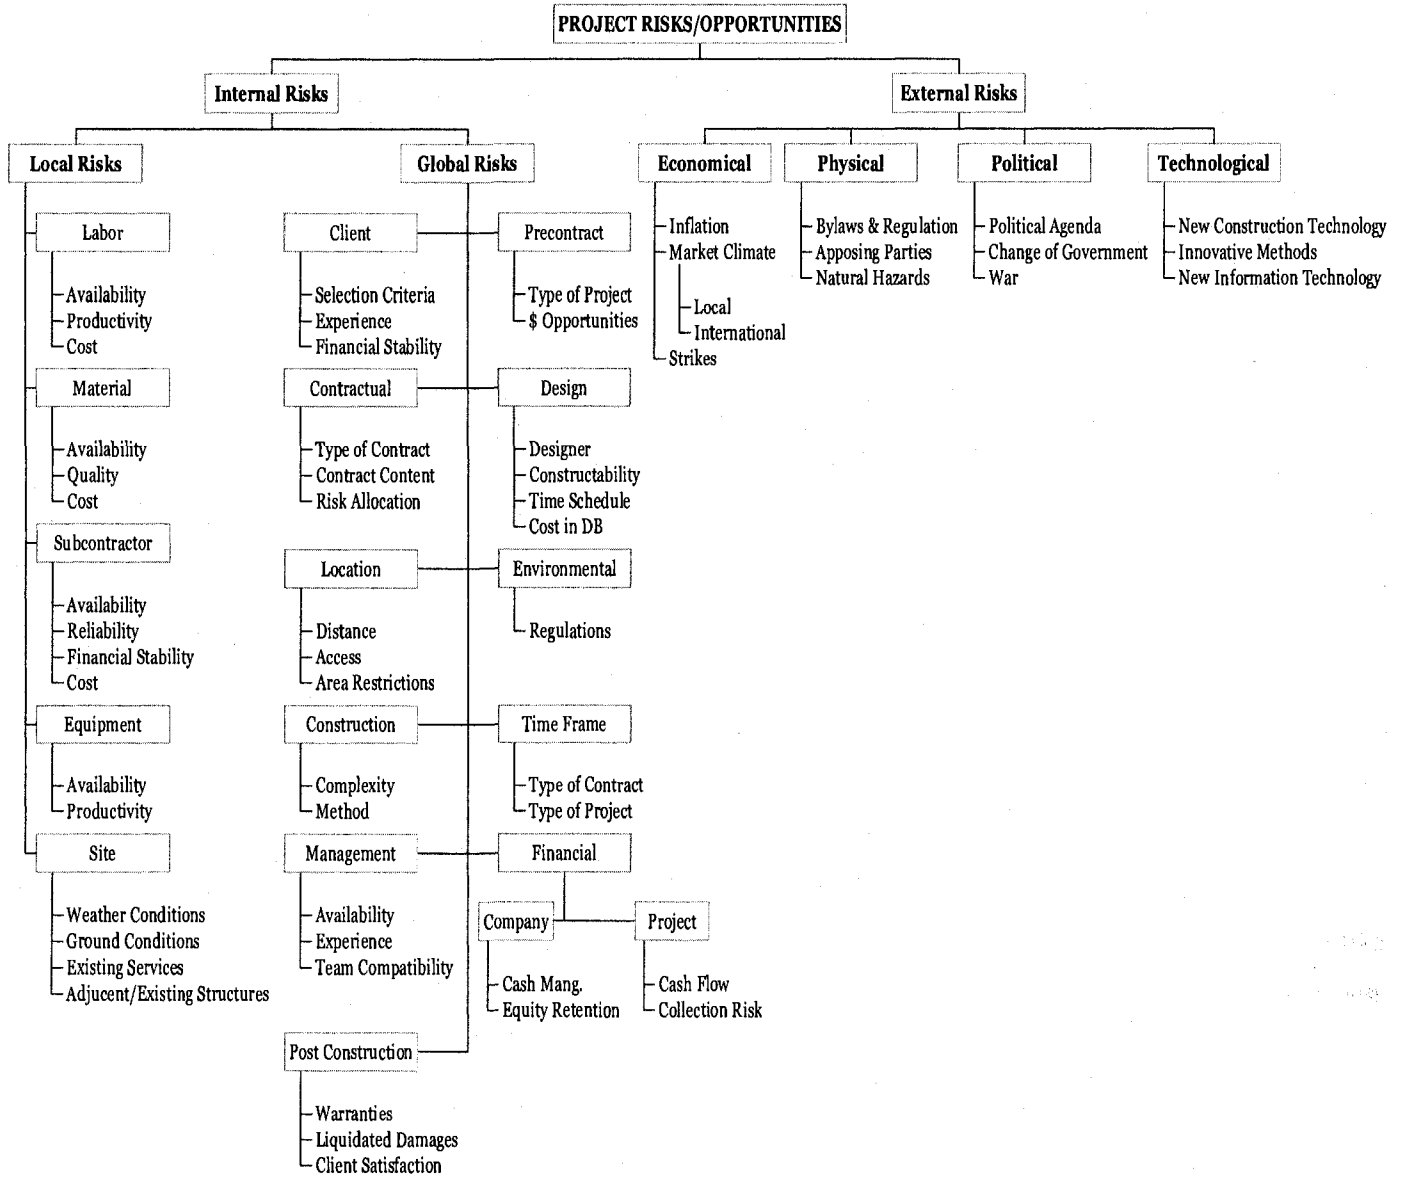 PROJECT RISKS/OPPORTUNITIES
Internal Risks
External Risks
Local Risks
Global Risks
Economical
Physical
Political
Technological
Labor
Availability
Productivity
Cost
Material
Availability
Quality
Cost
Subcontractor
Availability
Reliability
Financial Stability
Cost
Equipment
Availability
Productivity
Site
Weather Conditions
Ground Conditions
Existing Services
Adjucent/Existing Structures
Client
Selection Criteria
Experience
Financial Stability
Contractual
Type of Contract
Contract Content
Risk Allocation
Location
Distance
Access
Area Restrictions
Construction
Complexity
Method
Management
Availability
Experience
Team Compatibility
Post Construction
Warranties
Liquidated Damages
Client Satisfaction
Precontract
Type of Project
$ Opportunities
Design
Designer
Constructability
Time Schedule
Cost in DB
Environmental
Regulations
Time Frame
Type of Contract
Type of Project
Financial
Company
Cash Mang.
Equity Retention
Project
Cash Flow
Collection Risk
Inflation
Market Climate
Local
International
Strikes
Bylaws & Regulation
Apposing Parties
Natural Hazards
Political Agenda
Change of Government
War
New Construction Technology
Innovative Methods
New Information Technology